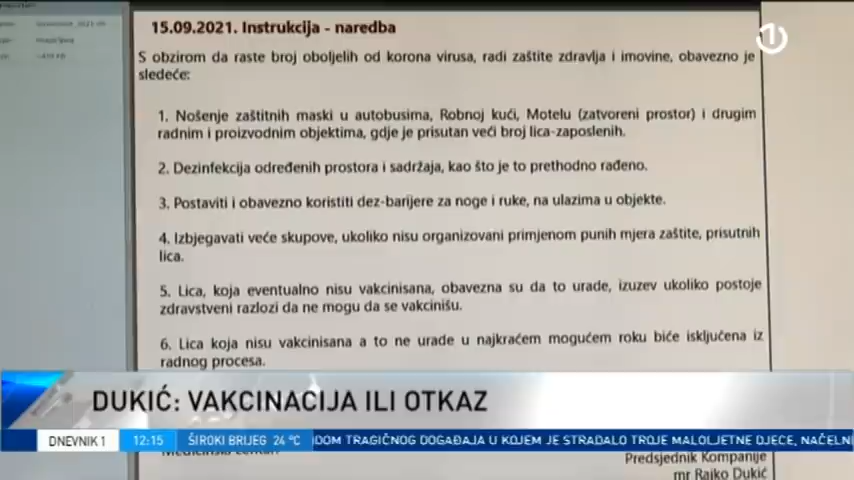 15.09.2021. Instrukcija - naredba
S obzirom da raste broj oboljelih od korona virusa, radi zaštite zdravlja i imovine, obavezno je
sledeće:
1. Nošenje zaštitnih maski u autobusima, Robnoj kući, Motelu (zatvoreni prostor) i drugim
radnim i proizvodnim objektima, gdje je prisutan veći broj lica-zaposlenih.
2. Dezinfekcija određenih prostora i sadržaja, kao što je to prethodno rađeno.
3. Postaviti i obavezno koristiti dez-barijere za noge i ruke, na ulazima u objekte.
4. Izbjegavati veće skupove, ukoliko nisu organizovani primjenom punih mjera zaštite, prisutnih
lica.
5. Lica, koja eventualno nisu vakcinisana, obavezna su da to urade, izuzev ukoliko postoje
zdravstveni razlozi da ne mogu da se vakcinišu.
6. Lica koja nisu vakcinisana a to ne urade u najkraćem mogućem roku biće isključena iz
radnog procesa.
1
DUKIĆ: VAKCINACIJA ILI OTKAZ
DNEVNIK 1 12:15 ŠIROKI BRIJEG 24 °C DOM TRAGIČNOG DOGAĐAJA U KOJEM JE STRADALO TROJE MALOLJETNE DJECE, NAČELNI
Predsjednik Kompanije
mr Rajko Dukić